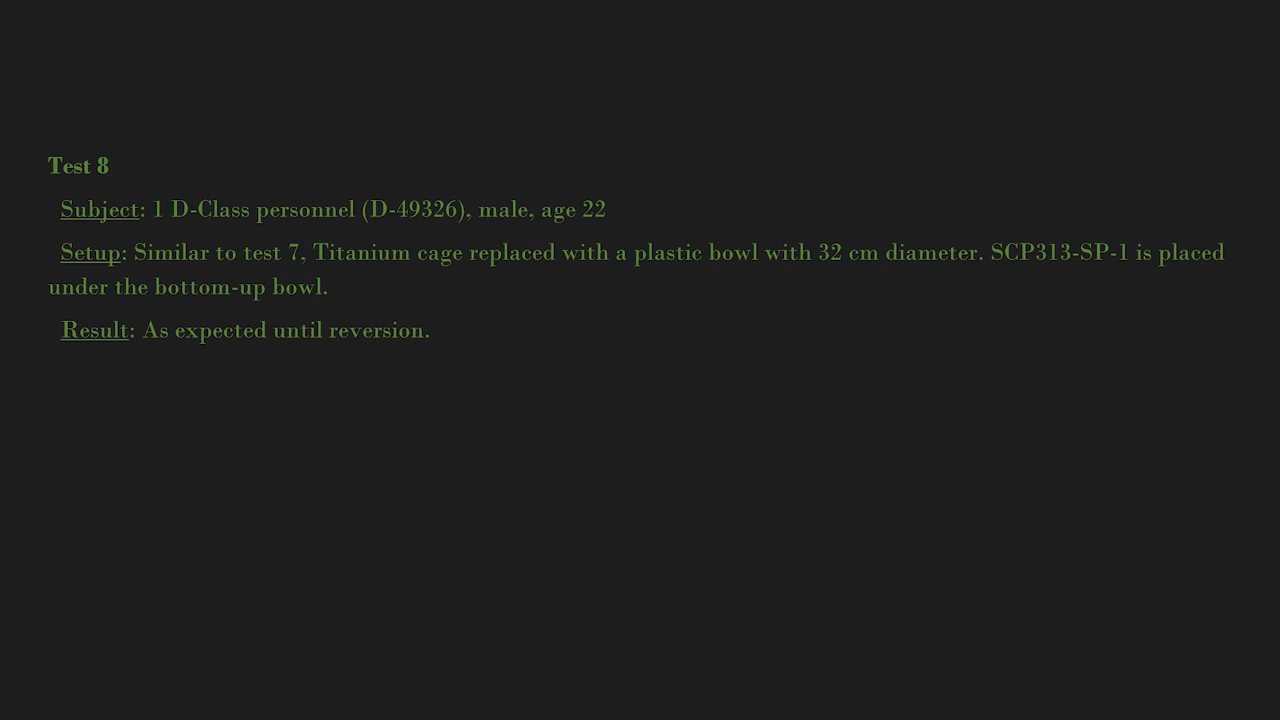 Test 8
Subject: 1 D-Class personnel (D-49326), male, age 22
Setup: Similar to test 7, Titanium cage replaced with a plastic bowl with 32 cm diameter. SCP313-SP-1 is placed
under the bottom-up bowl.
Result: As expected until reversion.